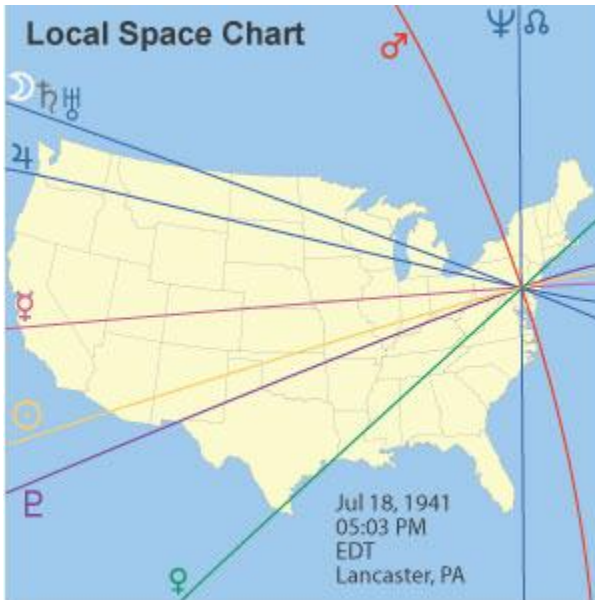 Local Space Chart
♂
♆ ☊
☽ ♄ ♅
♃
☿
☉
♇
♀
Jul 18, 1941
05:03 PM
EDT
Lancaster, PA